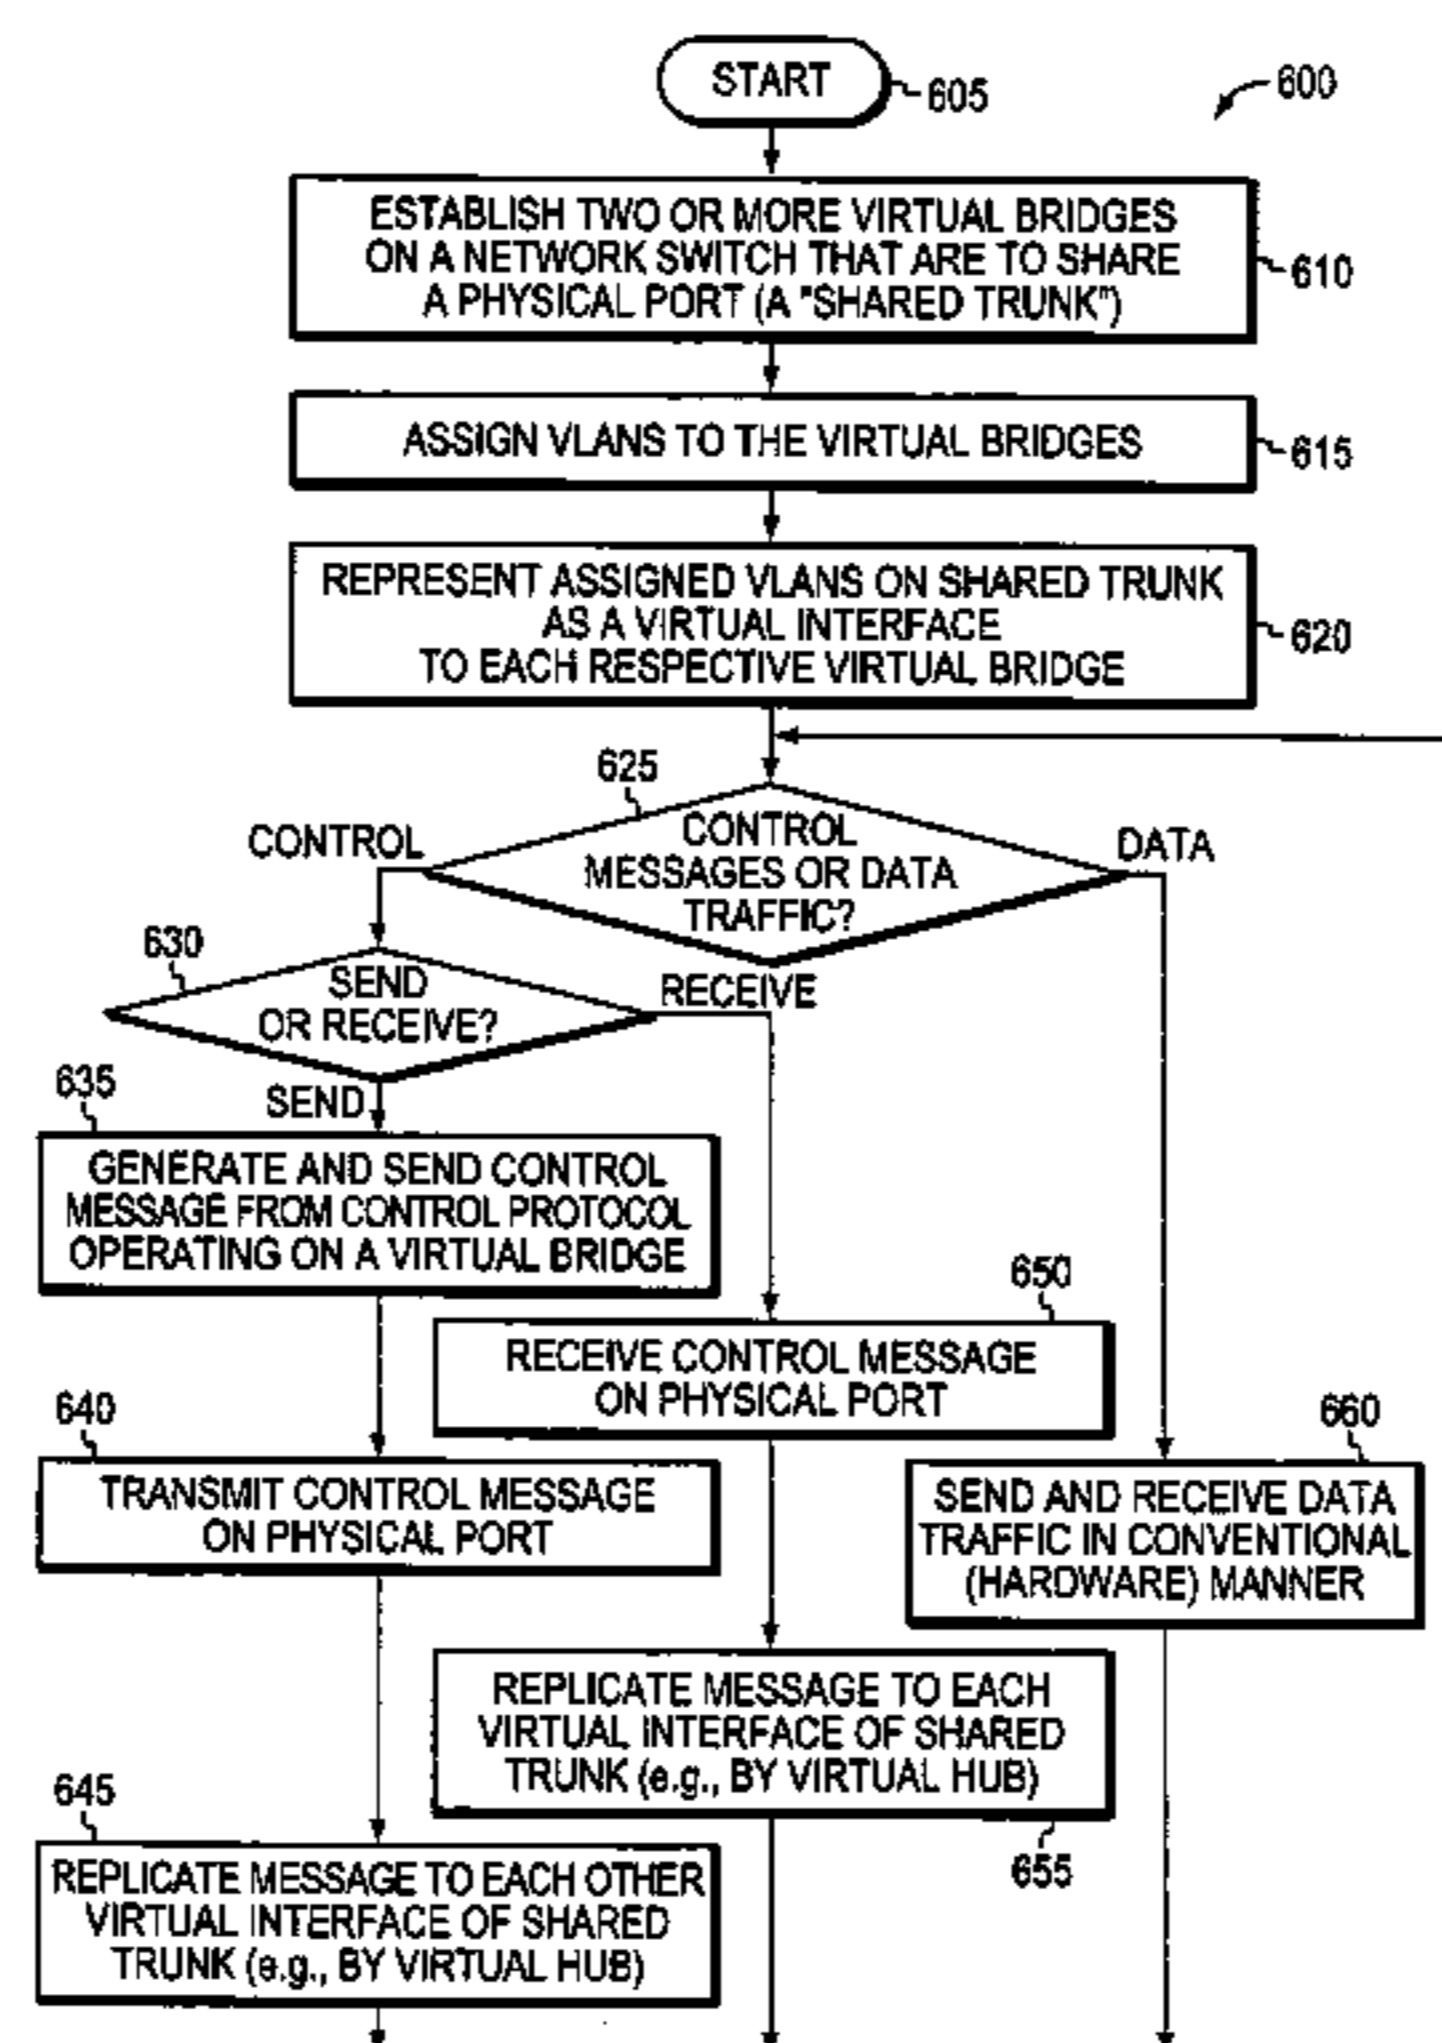 START
605
600
ESTABLISH TWO OR MORE VIRTUAL BRIDGES
ON A NETWORK SWITCH THAT ARE TO SHARE
A PHYSICAL PORT (A "SHARED TRUNK")
610
ASSIGN VLANS TO THE VIRTUAL BRIDGES
615
REPRESENT ASSIGNED VLANS ON SHARED TRUNK
AS A VIRTUAL INTERFACE
TO EACH RESPECTIVE VIRTUAL BRIDGE
620
625
CONTROL
CONTROL
MESSAGES OR DATA
TRAFFIC?
DATA
630
SEND
OR RECEIVE?
RECEIVE
635
SEND
GENERATE AND SEND CONTROL
MESSAGE FROM CONTROL PROTOCOL
OPERATING ON A VIRTUAL BRIDGE
650
RECEIVE CONTROL MESSAGE
ON PHYSICAL PORT
640
TRANSMIT CONTROL MESSAGE
ON PHYSICAL PORT
660
SEND AND RECEIVE DATA
TRAFFIC IN CONVENTIONAL
(HARDWARE) MANNER
REPLICATE MESSAGE TO EACH
VIRTUAL INTERFACE OF SHARED
TRUNK (e.g., BY VIRTUAL HUB)
655
645
REPLICATE MESSAGE TO EACH OTHER
VIRTUAL INTERFACE OF SHARED
TRUNK (e.g., BY VIRTUAL HUB)